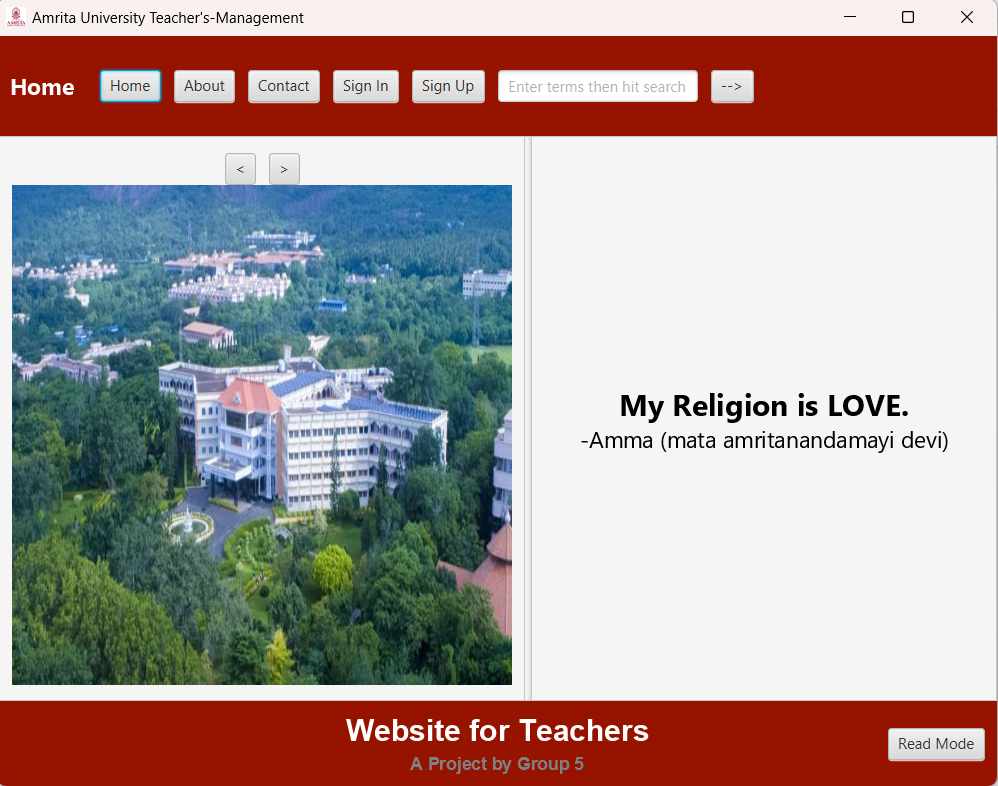 Amrita University Teacher's-Management
Home
Home
About
Contact
Sign In
Sign Up
Enter terms then hit search
-->
<
>
My Religion is LOVE.
-Amma (mata amritanandamayi devi)
Website for Teachers
A Project by Group 5
Read Mode